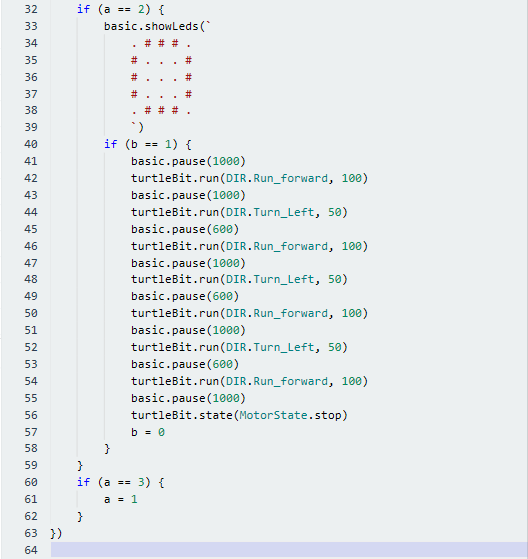 32 if (a == 2) {
33 basic.showLeds(`
34 . # # # .
35 # . . . #
36 # . . . #
37 # . . . #
38 . # # # .
39 `)
40 if (b == 1) {
41 basic.pause(1000)
42 turtleBit.run(DIR.Run_forward, 100)
43 basic.pause(1000)
44 turtleBit.run(DIR.Turn_Left, 50)
45 basic.pause(600)
46 turtleBit.run(DIR.Run_forward, 100)
47 basic.pause(1000)
48 turtleBit.run(DIR.Turn_Left, 50)
49 basic.pause(600)
50 turtleBit.run(DIR.Run_forward, 100)
51 basic.pause(1000)
52 turtleBit.run(DIR.Turn_Left, 50)
53 basic.pause(600)
54 turtleBit.run(DIR.Run_forward, 100)
55 basic.pause(1000)
56 turtleBit.state(MotorState.stop)
57 b = 0
58 }
59 }
60 if (a == 3) {
61 a = 1
62 }
63 })
64